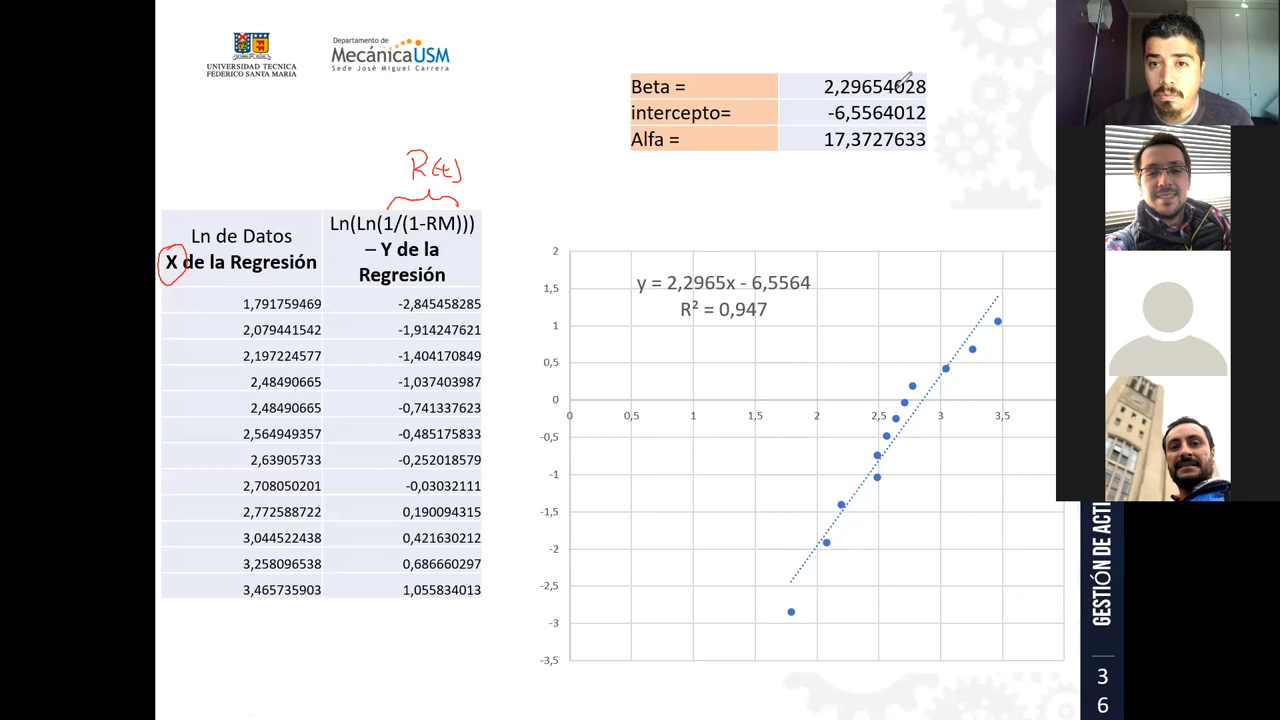 UNIVERSIDAD TECNICA
FEDERICO SANTA MARIA
Departamento de
MecánicaUSM
Sede José Miguel Carrera
Beta = 2,29654028
intercepto= -6,5564012
Alfa = 17,3727633
R(t)
Ln de Datos
X de la Regresión
Ln(Ln(1/(1-RM)))
– Y de la
Regresión
1,791759469 -2,845458285
2,079441542 -1,914247621
2,197224577 -1,404170849
2,48490665 -1,037403987
2,48490665 -0,741337623
2,564949357 -0,485175833
2,63905733 -0,252018579
2,708050201 -0,03032111
2,772588722 0,190094315
3,044522438 0,421630212
3,258096538 0,686660297
3,465735903 1,055834013
y = 2,2965x - 6,5564
R² = 0,947
2
1,5
1
0,5
0
-0,5
-1
-1,5
-2
-2,5
-3
-3,5
0 0,5 1 1,5 2 2,5 3 3,5
GESTIÓN DE ACTI
3
6